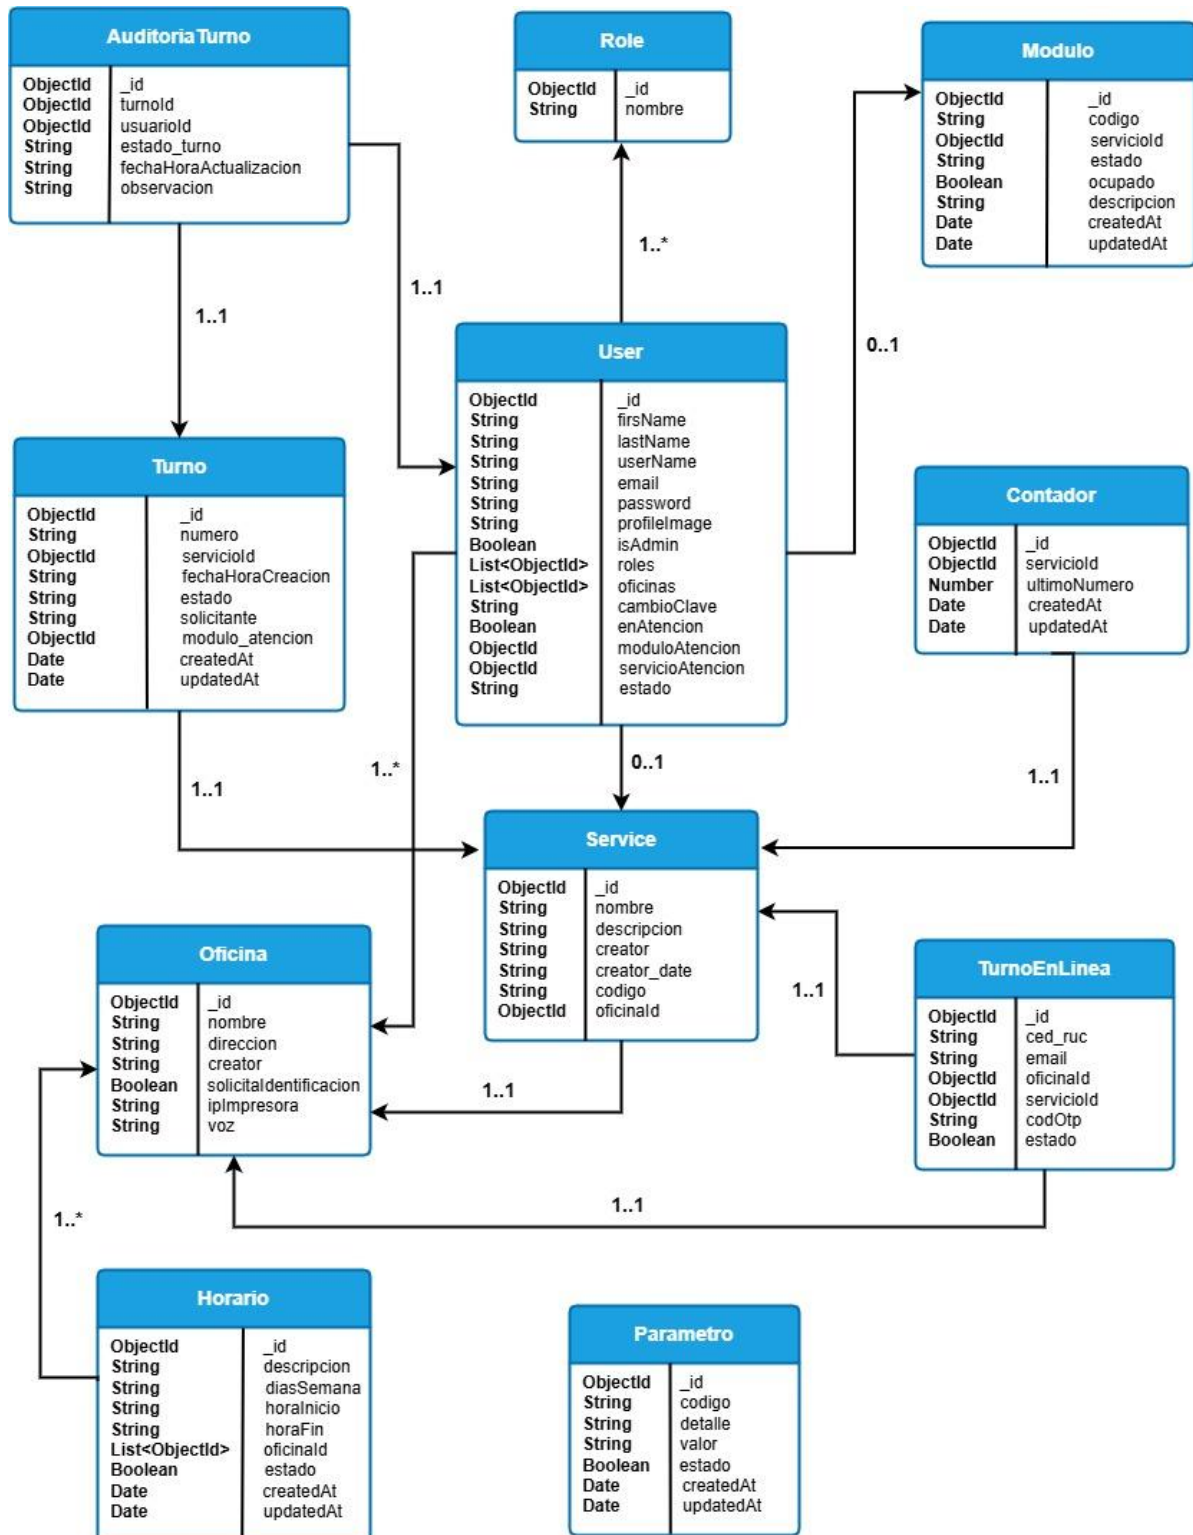 AuditoriaTurno
ObjectId _id
ObjectId turnoId
ObjectId usuarioId
String estado_turno
String fechaHoraActualizacion
String observacion
Role
ObjectId _id
String nombre
Modulo
ObjectId _id
String codigo
ObjectId servicioId
String estado
Boolean ocupado
String descripcion
Date createdAt
Date updatedAt
1..*
1..1
1..1
0..1
User
ObjectId _id
String firsName
String lastName
String userName
String email
String password
String profileImage
Boolean isAdmin
List<ObjectId> roles
List<ObjectId> oficinas
String cambioClave
Boolean enAtencion
ObjectId moduloAtencion
ObjectId servicioAtencion
String estado
Turno
ObjectId _id
String numero
ObjectId servicioId
String fechaHoraCreacion
String estado
String solicitante
ObjectId modulo_atencion
Date createdAt
Date updatedAt
Contador
ObjectId _id
ObjectId servicioId
Number ultimoNumero
Date createdAt
Date updatedAt
1..1
1..*
0..1
1..1
Service
ObjectId _id
String nombre
String descripcion
String creator
String creator_date
String codigo
ObjectId oficinaId
Oficina
ObjectId _id
String nombre
String direccion
String creator
Boolean solicitaIdentificacion
String ipImpresora
String voz
TurnoEnLinea
ObjectId _id
String ced_ruc
String email
ObjectId oficinaId
ObjectId servicioId
String codOtp
Boolean estado
1..1
1..1
1..1
1..*
Horario
ObjectId _id
String descripcion
String diasSemana
String horaInicio
String horaFin
List<ObjectId> oficinaId
Boolean estado
Date createdAt
Date updatedAt
Parametro
ObjectId _id
String codigo
String detalle
String valor
Boolean estado
Date createdAt
Date updatedAt